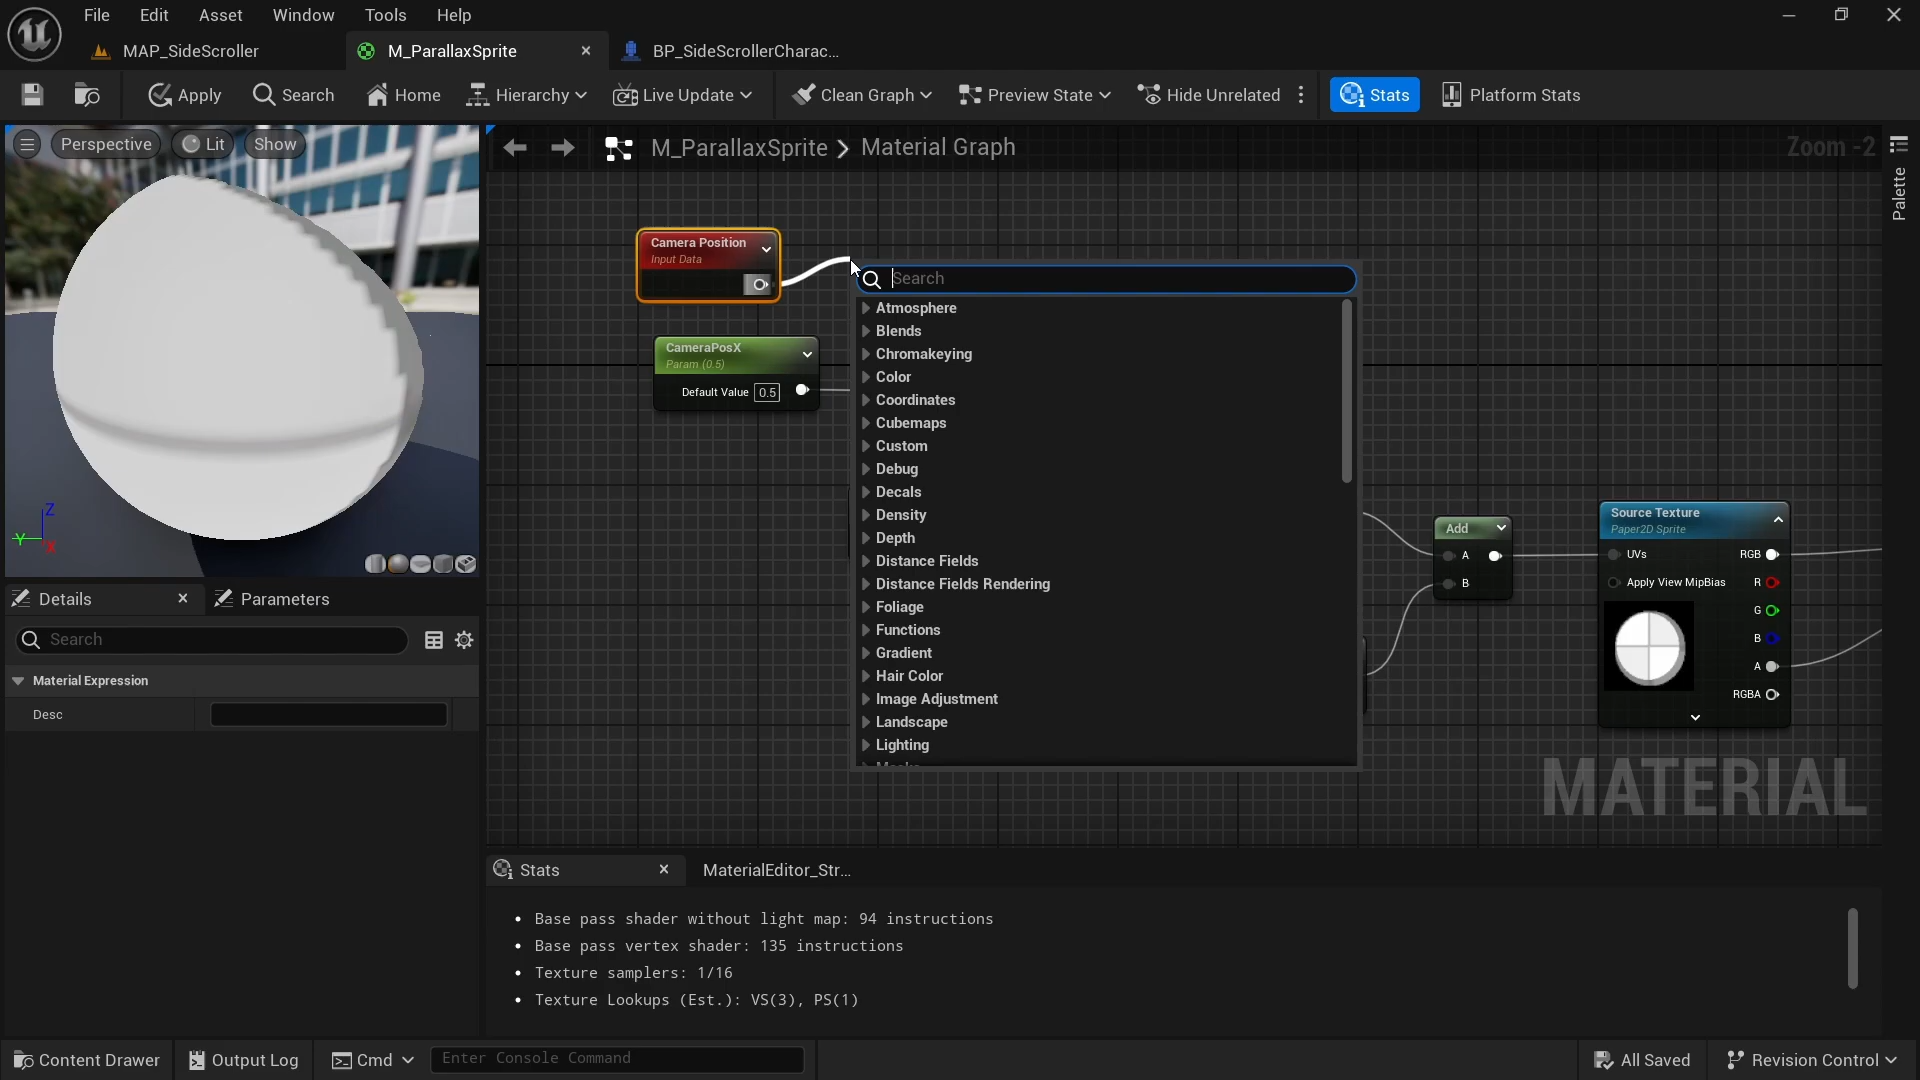 File Edit Asset Window Tools Help
MAP_SideScroller M_ParallaxSprite BP_SideScrollerCharac...
Apply Search Home Hierarchy Live Update Clean Graph Preview State Hide Unrelated Stats Platform Stats
Perspective Lit Show
M_ParallaxSprite Material Graph Zoom -2
Palette
Camera Position
Input Data
Search
CameraPosX
Param (0.5)
Default Value 0.5
Atmosphere
Blends
Chromakeying
Color
Coordinates
Cubemaps
Custom
Debug
Decals
Density
Depth
Distance Fields
Distance Fields Rendering
Foliage
Functions
Gradient
Hair Color
Image Adjustment
Landscape
Lighting
Add
A
B
Source Texture
Paper2D Sprite
UVs RGB
Apply View MipBias R
G
B
A
RGBA
MATERIAL
Z
Y
X
Details Parameters
Search
Material Expression
Desc
Stats MaterialEditor_Str...
• Base pass shader without light map: 94 instructions
• Base pass vertex shader: 135 instructions
• Texture samplers: 1/16
• Texture Lookups (Est.): VS(3), PS(1)
Content Drawer Output Log Cmd Enter Console Command All Saved Revision Control